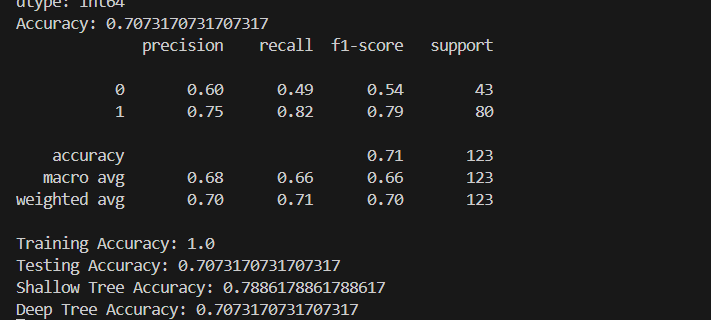 dtype: int64
Accuracy: 0.7073170731707317
precision recall f1-score support
0 0.60 0.49 0.54 43
1 0.75 0.82 0.79 80
accuracy 0.71 123
macro avg 0.68 0.66 0.66 123
weighted avg 0.70 0.71 0.70 123
Training Accuracy: 1.0
Testing Accuracy: 0.7073170731707317
Shallow Tree Accuracy: 0.7886178861788617
Deep Tree Accuracy: 0.7073170731707317